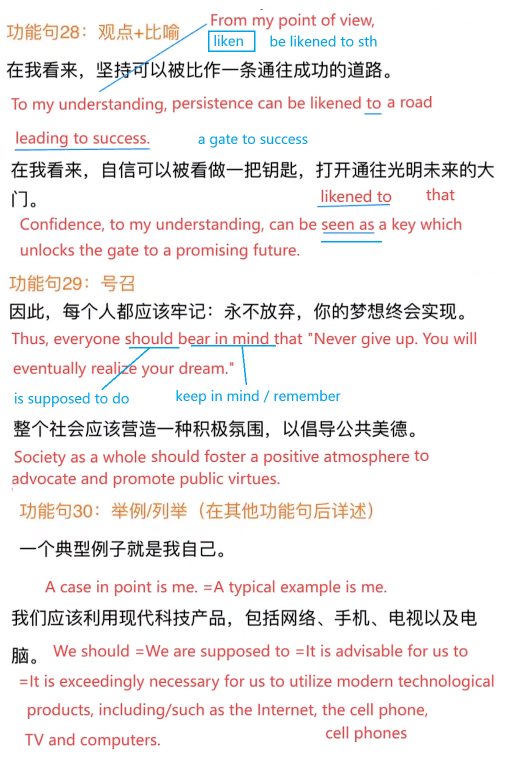 From my point of view,
功能句28：观点+比喻
liken be likened to sth
在我看来，坚持可以被比作一条通往成功的道路。
To my understanding, persistence can be likened to a road
leading to success. a gate to success
在我看来，自信可以被看做一把钥匙，打开通往光明未来的大
门。 likened to that
Confidence, to my understanding, can be seen as a key which
unlocks the gate to a promising future.
功能句29：号召
因此，每个人都应该牢记：永不放弃，你的梦想终会实现。
Thus, everyone should bear in mind that "Never give up. You will
eventually realize your dream."
is supposed to do keep in mind / remember
整个社会应该营造一种积极氛围，以倡导公共美德。
Society as a whole should foster a positive atmosphere to
advocate and promote public virtues.
功能句30：举例/列举（在其他功能句后详述）
一个典型例子就是我自己。
A case in point is me. =A typical example is me.
我们应该利用现代科技产品，包括网络、手机、电视以及电
脑。 We should =We are supposed to =It is advisable for us to
=It is exceedingly necessary for us to utilize modern technological
products, including/such as the Internet, the cell phone,
TV and computers. cell phones